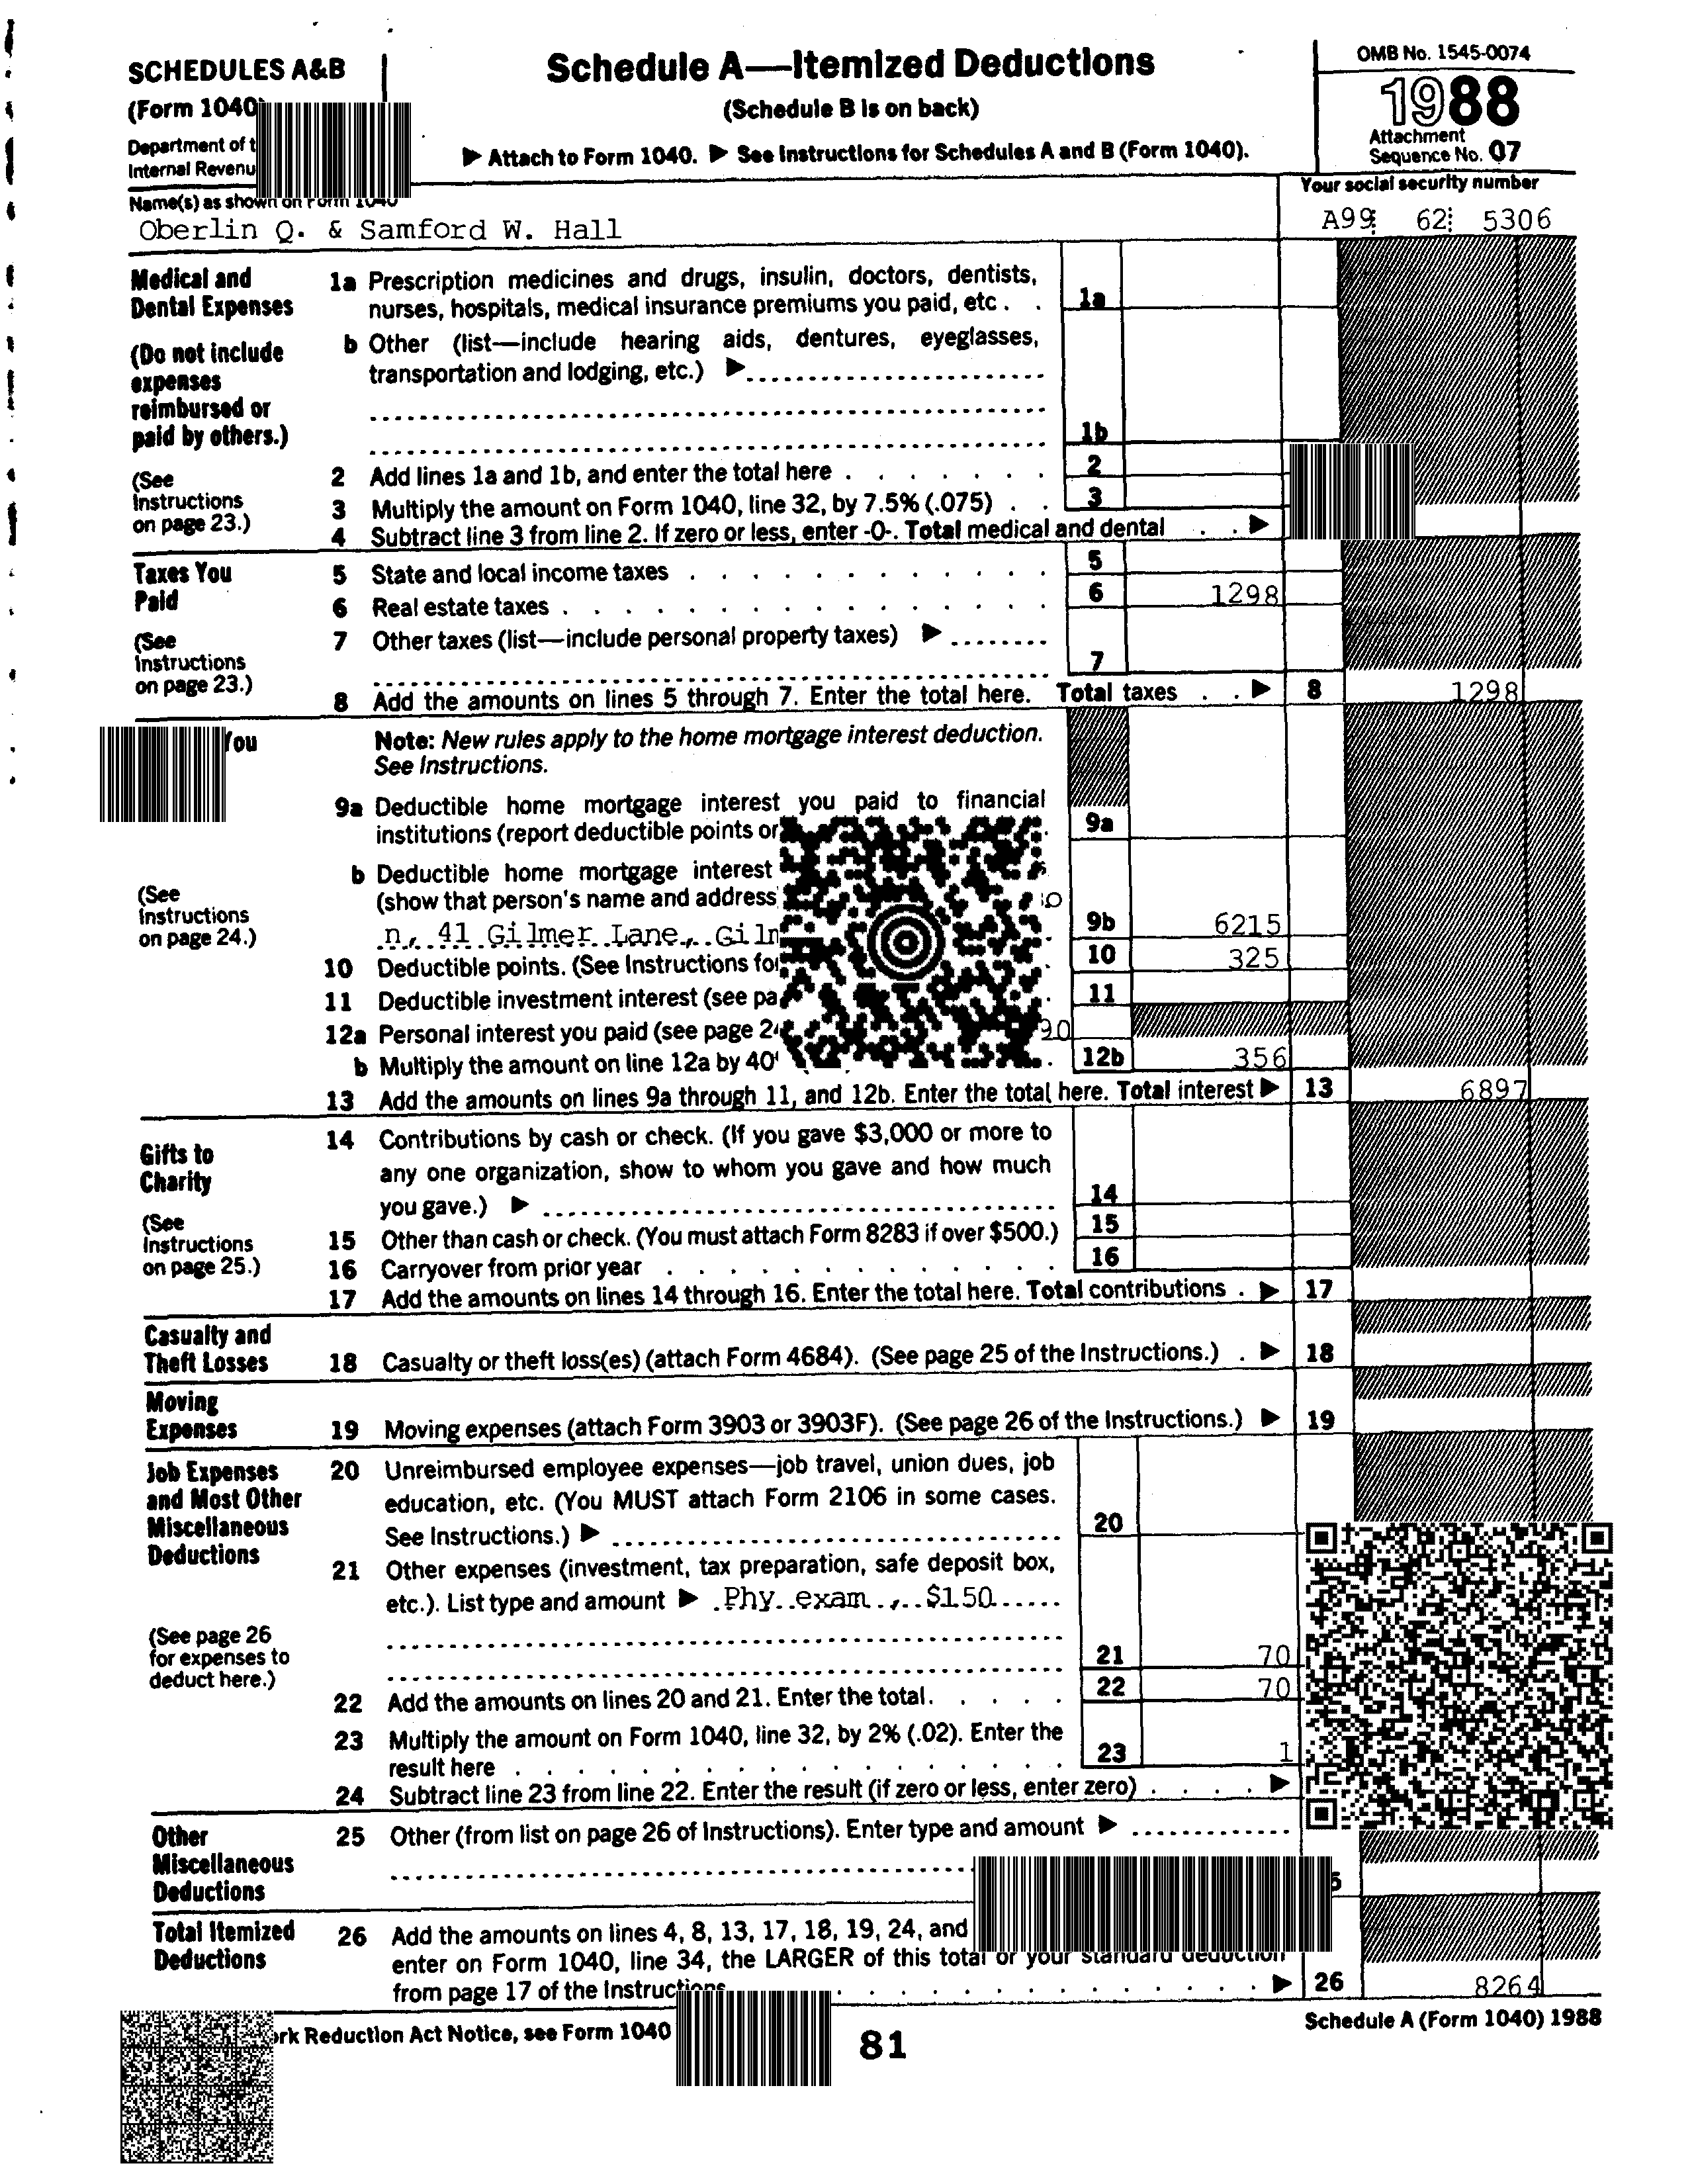 SCHEDULES A&B
(Form 1040)
Department of t
Internal Revenu
Schedule A—Itemized Deductions
(Schedule B is on back)
▶ Attach to Form 1040. ▶ See Instructions for Schedules A and B (Form 1040).
OMB No. 1545-0074
1988
Attachment
Sequence No. 07
Name(s) as shown on Form 1040
Oberlin Q. & Samford W. Hall
Your social security number
A99 62 5306
Medical and
Dental Expenses
(Do not include
expenses
reimbursed or
paid by others.)
(See
Instructions
on page 23.)
1a Prescription medicines and drugs, insulin, doctors, dentists,
nurses, hospitals, medical insurance premiums you paid, etc . . 1a
b Other (list—include hearing aids, dentures, eyeglasses,
transportation and lodging, etc.) ▶
1b
2 Add lines 1a and 1b, and enter the total here . . . . . . . 2
3 Multiply the amount on Form 1040, line 32, by 7.5% (.075) . . 3
4 Subtract line 3 from line 2. If zero or less, enter -0-. Total medical and dental . . ▶
Taxes You
Paid
(See
Instructions
on page 23.)
5 State and local income taxes . . . . . . . . . . . 5
6 Real estate taxes . . . . . . . . . . . . . . . 6 1298
7 Other taxes (list—include personal property taxes) ▶
7
8 Add the amounts on lines 5 through 7. Enter the total here. Total taxes . . ▶ 8 1298
You
(See
Instructions
on page 24.)
Note: New rules apply to the home mortgage interest deduction.
See Instructions.
9a Deductible home mortgage interest you paid to financial
institutions (report deductible points or 9a
b Deductible home mortgage interest
(show that person's name and address
n, 41 Gilmer Lane, 9b 6215
10 Deductible points. (See Instructions 10 325
11 Deductible investment interest (see 11
12a Personal interest you paid (see page 90
b Multiply the amount on line 12a by 40 12b 356
13 Add the amounts on lines 9a through 11, and 12b. Enter the total here. Total interest ▶ 13 6897
Gifts to
Charity
(See
Instructions
on page 25.)
14 Contributions by cash or check. (If you gave $3,000 or more to
any one organization, show to whom you gave and how much
you gave.) ▶ 14
15 Other than cash or check. (You must attach Form 8283 if over $500.) 15
16 Carryover from prior year . . . . . . . . . . . . 16
17 Add the amounts on lines 14 through 16. Enter the total here. Total contributions . ▶ 17
Casualty and
Theft Losses
18 Casualty or theft loss(es) (attach Form 4684). (See page 25 of the Instructions.) . ▶ 18
Moving
Expenses
19 Moving expenses (attach Form 3903 or 3903F). (See page 26 of the Instructions.) ▶ 19
Job Expenses
and Most Other
Miscellaneous
Deductions
(See page 26
for expenses to
deduct here.)
20 Unreimbursed employee expenses—job travel, union dues, job
education, etc. (You MUST attach Form 2106 in some cases.
See Instructions.) ▶ 20
21 Other expenses (investment, tax preparation, safe deposit box,
etc.). List type and amount ▶ Phy exam , $150
21 70
22 Add the amounts on lines 20 and 21. Enter the total. . . . . 22 70
23 Multiply the amount on Form 1040, line 32, by 2% (.02). Enter the
result here . . . . . . . . . . . . . . . . 23 1
24 Subtract line 23 from line 22. Enter the result (if zero or less, enter zero) . . . . ▶
Other
Miscellaneous
Deductions
25 Other (from list on page 26 of Instructions). Enter type and amount ▶
5
Total Itemized
Deductions
26 Add the amounts on lines 4, 8, 13, 17, 18, 19, 24, and
enter on Form 1040, line 34, the LARGER of this total or your standard deduction
from page 17 of the Instructions . . . . . . . . . . . . ▶ 26 8264
rk Reduction Act Notice, see Form 1040
81
Schedule A (Form 1040) 1988